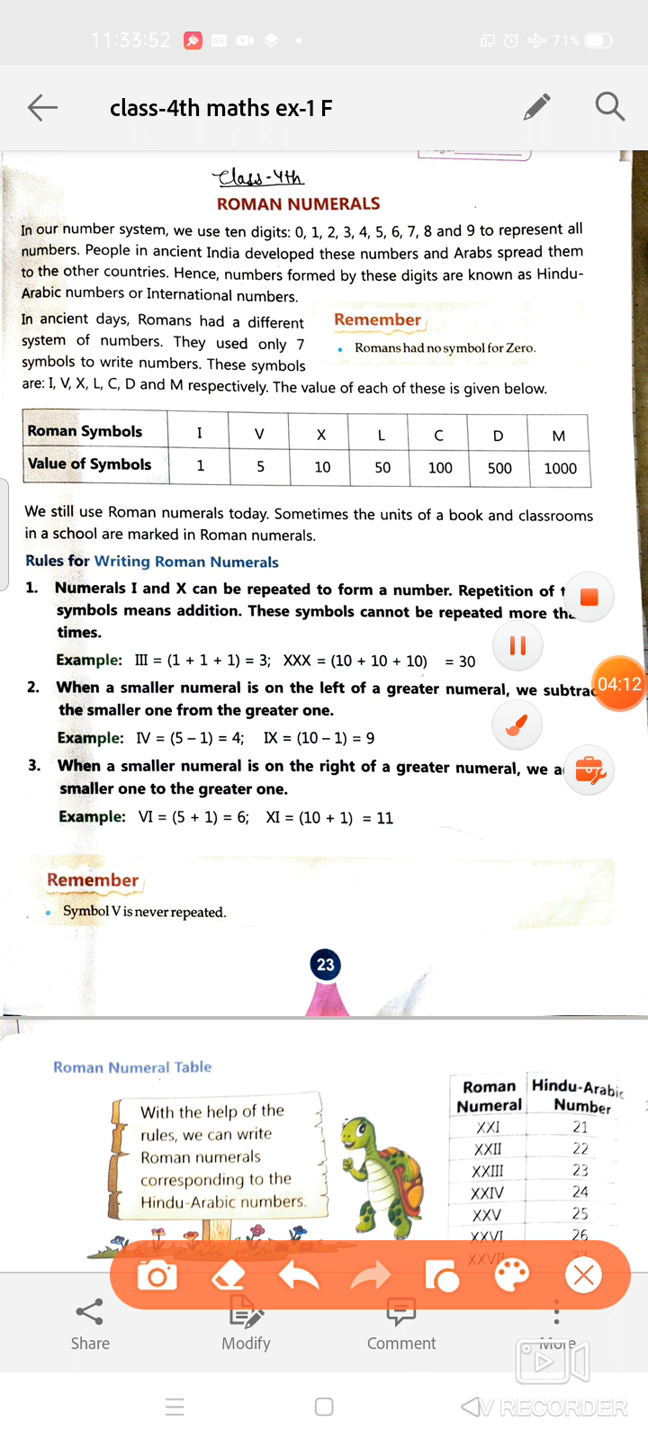 11:33:52
71%
class-4th maths ex-1 F
Class-4th
ROMAN NUMERALS
In our number system, we use ten digits: 0, 1, 2, 3, 4, 5, 6, 7, 8 and 9 to represent all
numbers. People in ancient India developed these numbers and Arabs spread them
to the other countries. Hence, numbers formed by these digits are known as Hindu-
Arabic numbers or International numbers.
In ancient days, Romans had a different
system of numbers. They used only 7
symbols to write numbers. These symbols
are: I, V, X, L, C, D and M respectively. The value of each of these is given below.
Remember
• Romans had no symbol for Zero.
Roman Symbols I V X L C D M
Value of Symbols 1 5 10 50 100 500 1000
We still use Roman numerals today. Sometimes the units of a book and classrooms
in a school are marked in Roman numerals.
Rules for Writing Roman Numerals
1. Numerals I and X can be repeated to form a number. Repetition of
symbols means addition. These symbols cannot be repeated more
times.
Example: III = (1 + 1 + 1) = 3; XXX = (10 + 10 + 10) = 30
2. When a smaller numeral is on the left of a greater numeral, we
the smaller one from the greater one.
Example: IV = (5 – 1) = 4; IX = (10 – 1) = 9
3. When a smaller numeral is on the right of a greater numeral, we
smaller one to the greater one.
Example: VI = (5 + 1) = 6; XI = (10 + 1) = 11
04:12
Remember
• Symbol V is never repeated.
23
Roman Numeral Table
With the help of the
rules, we can write
Roman numerals
corresponding to the
Hindu-Arabic numbers.
Roman Numeral Hindu-Arabic Number
XXI 21
XXII 22
XXIII 23
XXIV 24
XXV 25
XXVI 26
Share
Modify
Comment
More
V RECORDER